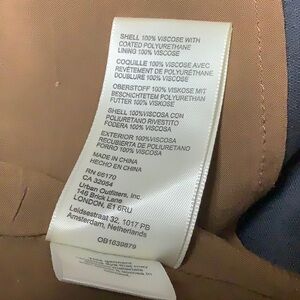 SHELL 100% VISCOSE WITH
COATED POLYURETHANE
LINING 100% VISCOSE
COQUILLE 100% VISCOSE AVEC
REVÊTEMENT DE POLYURETHANE
DOUBLURE 100% VISCOSE
OBERSTOFF 100% VISKOSE MIT
BESCHICHTETEM POLYURETHAN
FUTTER 100% VISKOSE
SHELL 100%VISCOSA CON
POLIURETANO RIVESTITO
FODERA 100% VISCOSA
EXTERIOR 100%VISCOSA
RECUBIERTA DE POLIURETANO
FORRO 100% VISCOSA
MADE IN CHINA
HECHO EN CHINA
RN 66170
CA 32054
Urban Outfitters, Inc.
146 Brick Lane
LONDON, E1 6RU
Leidsestraat 32, 1017 PB
Amsterdam, Netherlands
OB1039879